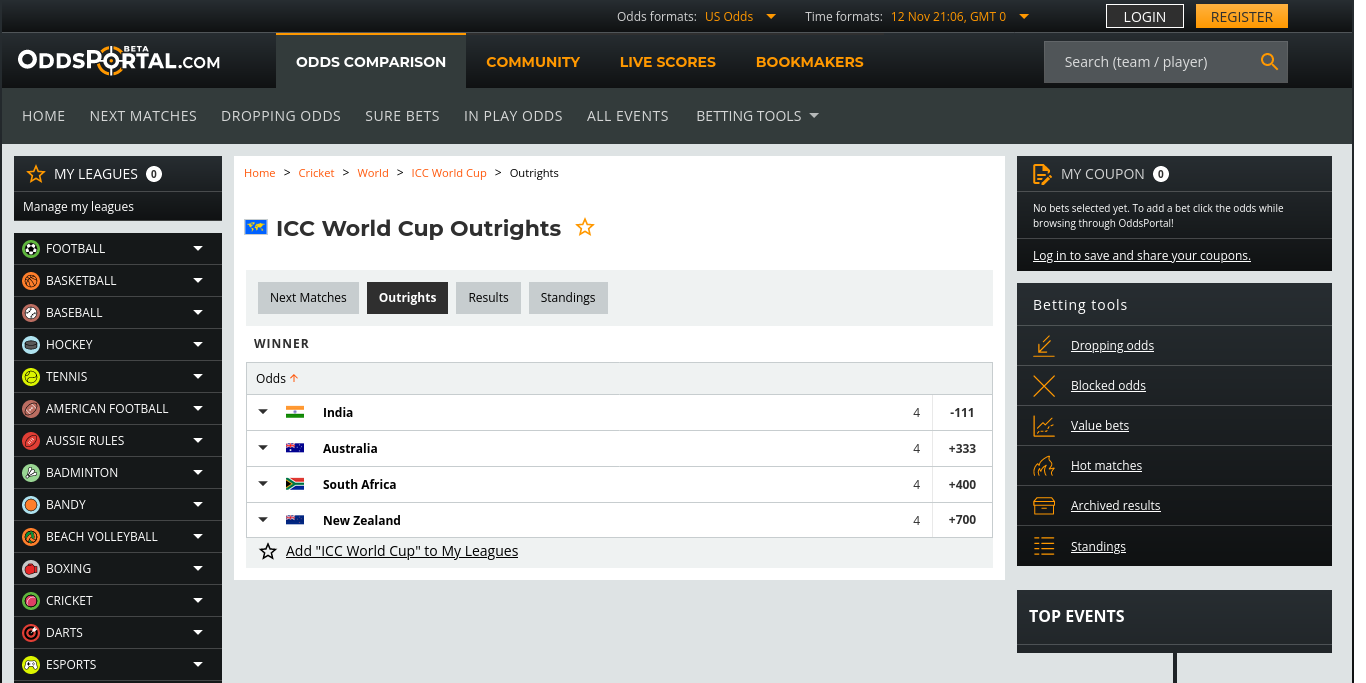 Odds formats: US Odds Time formats: 12 Nov 21:06, GMT 0 LOGIN REGISTER
ODDSPORTAL.COM BETA ODDS COMPARISON COMMUNITY LIVE SCORES BOOKMAKERS Search (team / player)
HOME NEXT MATCHES DROPPING ODDS SURE BETS IN PLAY ODDS ALL EVENTS BETTING TOOLS
MY LEAGUES 0
Manage my leagues
FOOTBALL
BASKETBALL
BASEBALL
HOCKEY
TENNIS
AMERICAN FOOTBALL
AUSSIE RULES
BADMINTON
BANDY
BEACH VOLLEYBALL
BOXING
CRICKET
DARTS
ESPORTS
Home > Cricket > World > ICC World Cup > Outrights
ICC World Cup Outrights
Next Matches Outrights Results Standings
WINNER
Odds
India 4 -111
Australia 4 +333
South Africa 4 +400
New Zealand 4 +700
Add "ICC World Cup" to My Leagues
MY COUPON 0
No bets selected yet. To add a bet click the odds while
browsing through OddsPortal!
Log in to save and share your coupons.
Betting tools
Dropping odds
Blocked odds
Value bets
Hot matches
Archived results
Standings
TOP EVENTS